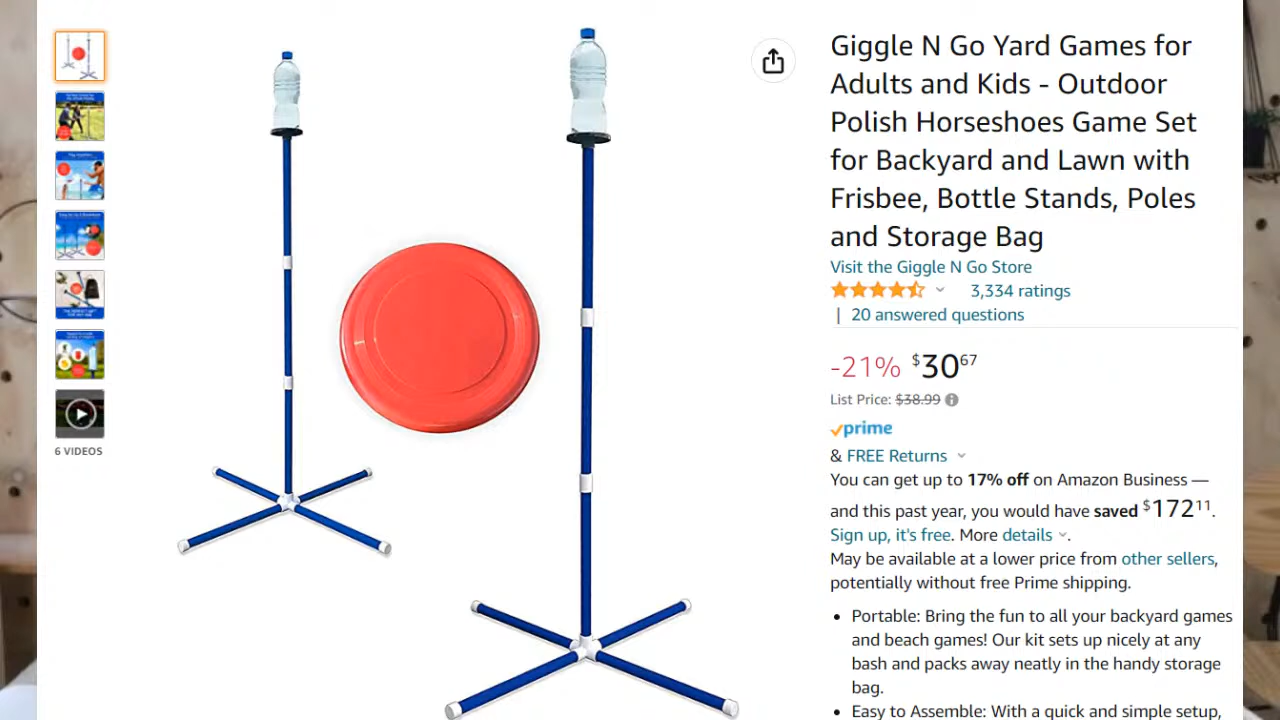 Giggle N Go Yard Games for
Adults and Kids - Outdoor
Polish Horseshoes Game Set
for Backyard and Lawn with
Frisbee, Bottle Stands, Poles
and Storage Bag
Visit the Giggle N Go Store
3,334 ratings
| 20 answered questions
-21% $3067
List Price: $38.99
prime
& FREE Returns
You can get up to 17% off on Amazon Business —
and this past year, you would have saved $17211.
Sign up, it's free. More details
May be available at a lower price from other sellers,
potentially without free Prime shipping.
• Portable: Bring the fun to all your backyard games
and beach games! Our kit sets up nicely at any
bash and packs away neatly in the handy storage
bag.
• Easy to Assemble: With a quick and simple setup,
6 VIDEOS